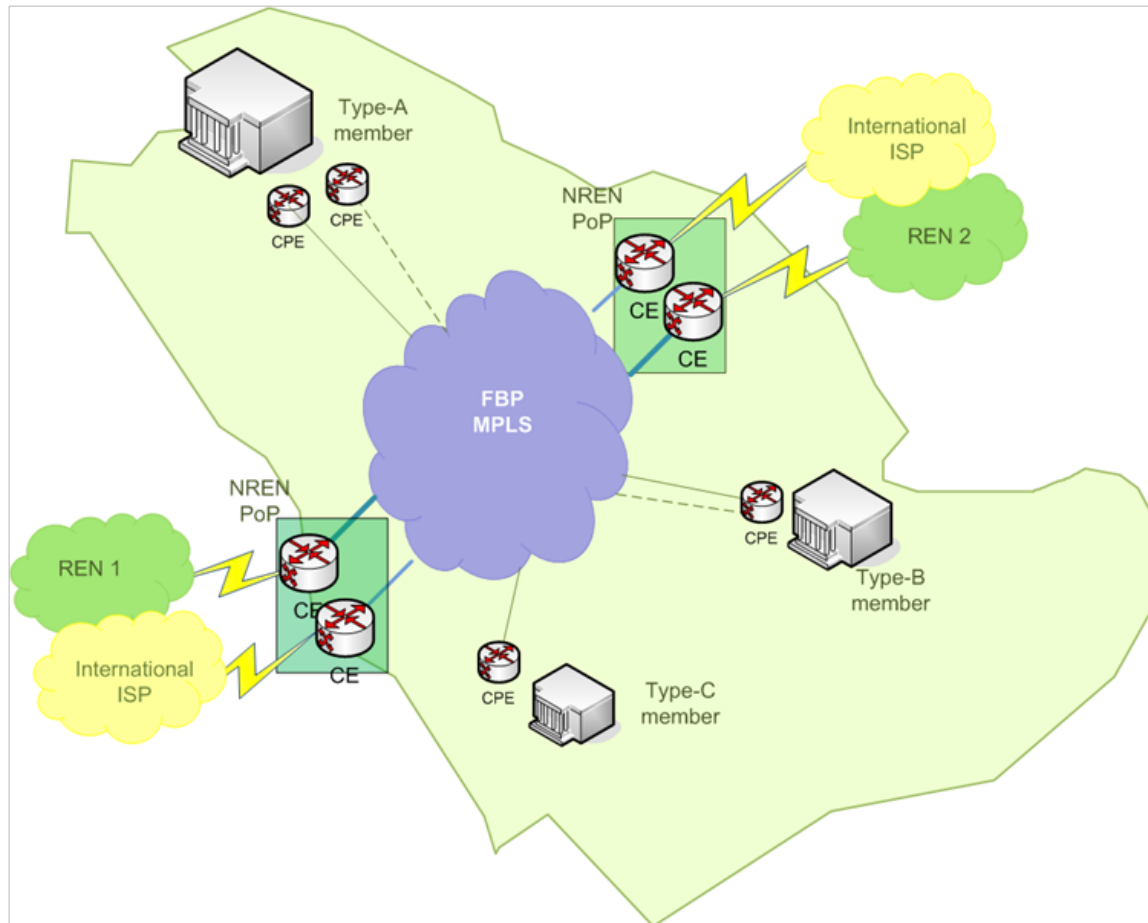 Type-A
member
CPE
CPE
International
ISP
NREN
PoP
REN 2
CE
CE
FBP
MPLS
NREN
PoP
REN 1
CE
CE
International
ISP
CPE
Type-B
member
CPE
Type-C
member